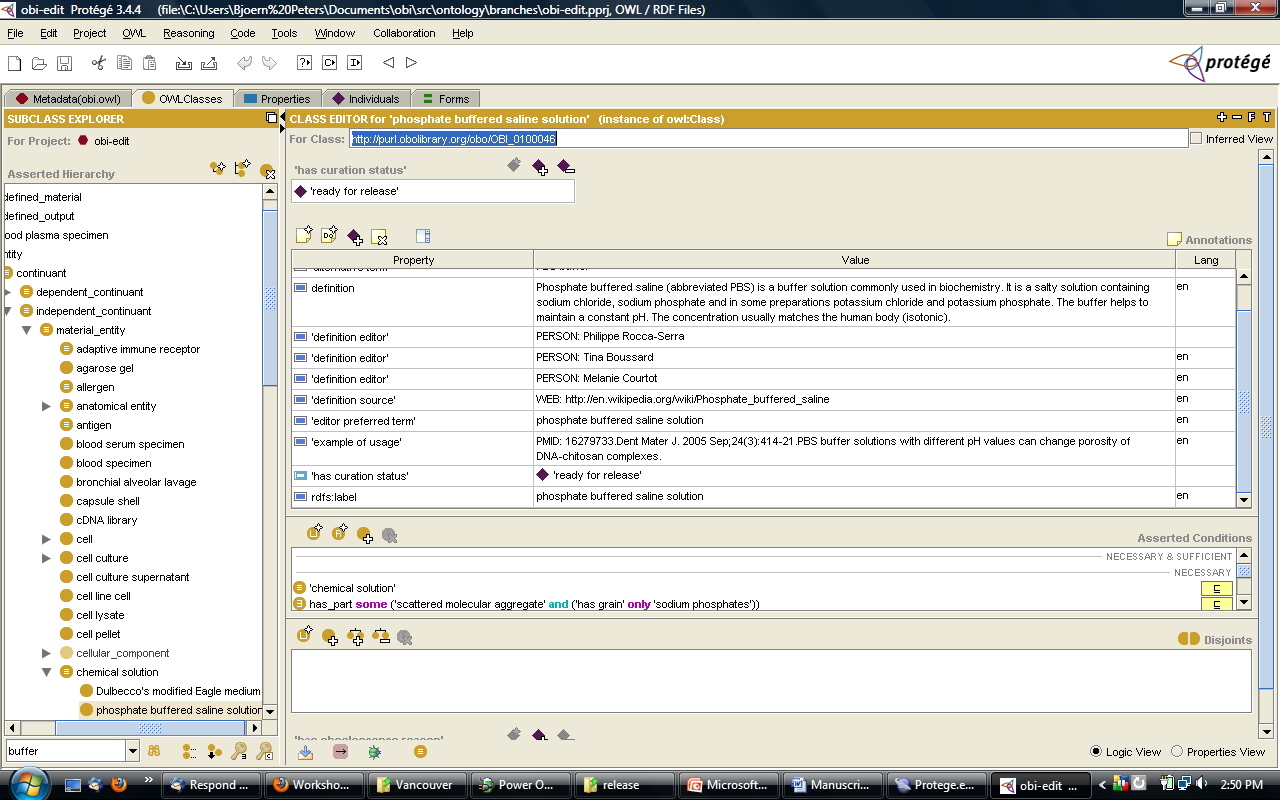 obi-edit Protégé 3.4.4 (file:\C:\Users\Bjoern%20Peters\Documents\obi\src\ontology\branches\obi-edit.pprj, OWL / RDF Files)
File Edit Project OWL Reasoning Code Tools Window Collaboration Help
protégé
Metadata(obi.owl) OWLClasses Properties Individuals Forms
SUBCLASS EXPLORER
For Project: obi-edit
Asserted Hierarchy
defined_material
defined_output
ood plasma specimen
ntity
continuant
dependent_continuant
independent_continuant
material_entity
adaptive immune receptor
agarose gel
allergen
anatomical entity
antigen
blood serum specimen
blood specimen
bronchial alveolar lavage
capsule shell
cDNA library
cell
cell culture
cell culture supernatant
cell line cell
cell lysate
cell pellet
cellular_component
chemical solution
Dulbecco's modified Eagle medium
phosphate buffered saline solution
buffer
CLASS EDITOR for 'phosphate buffered saline solution' (instance of owl:Class)
F T
For Class: http://purl.obolibrary.org/obo/OBI_0100046
Inferred View
'has curation status'
'ready for release'
Annotations
Property Value Lang
definition Phosphate buffered saline (abbreviated PBS) is a buffer solution commonly used in biochemistry. It is a salty solution containing en
sodium chloride, sodium phosphate and in some preparations potassium chloride and potassium phosphate. The buffer helps to
maintain a constant pH. The concentration usually matches the human body (isotonic).
'definition editor' PERSON: Philippe Rocca-Serra
'definition editor' PERSON: Tina Boussard en
'definition editor' PERSON: Melanie Courtot en
'definition source' WEB: http://en.wikipedia.org/wiki/Phosphate_buffered_saline en
'editor preferred term' phosphate buffered saline solution en
'example of usage' PMID: 16279733.Dent Mater J. 2005 Sep;24(3):414-21.PBS buffer solutions with different pH values can change porosity of en
DNA-chitosan complexes.
'has curation status' 'ready for release'
rdfs:label phosphate buffered saline solution en
Asserted Conditions
NECESSARY & SUFFICIENT
NECESSARY
'chemical solution' ⊑
has_part some ('scattered molecular aggregate' and ('has grain' only 'sodium phosphates')) ⊑
Disjoints
Logic View Properties View
Respond ... Worksho... Vancouver Power O... release Microsoft... Manuscrip... Protege.e... obi-edit ... 2:50 PM